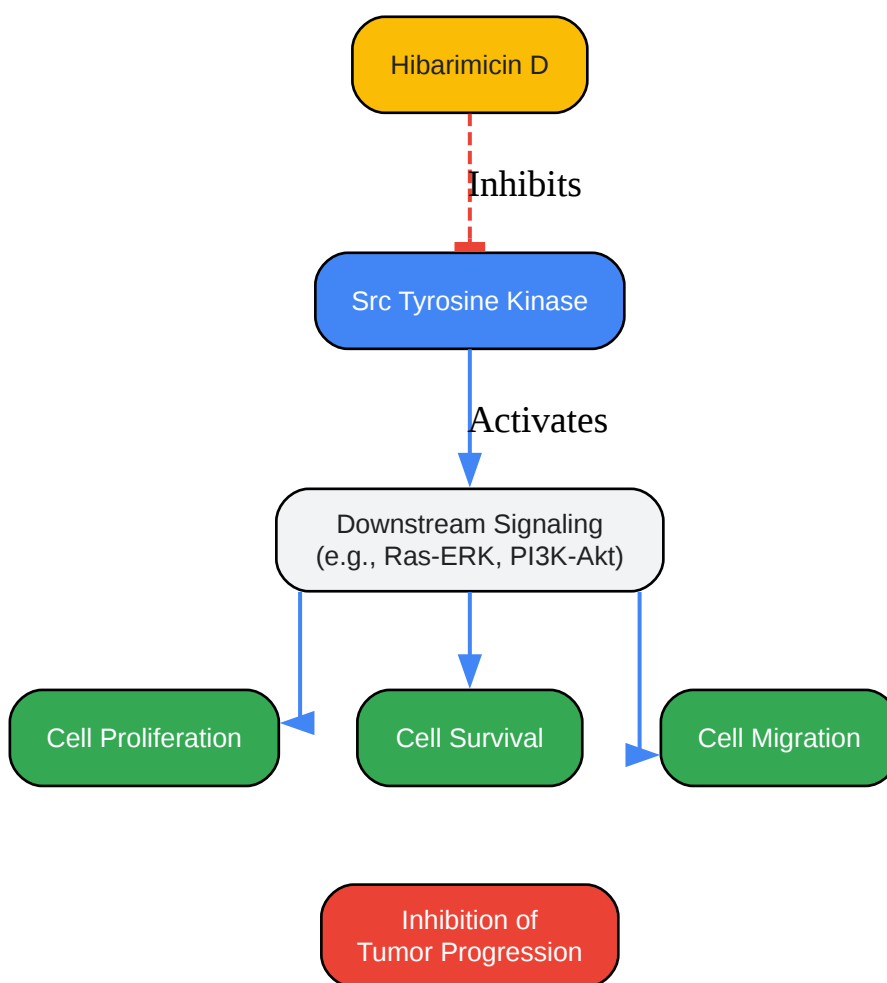 Hibarimicin D
Inhibits
Src Tyrosine Kinase
Activates
Downstream Signaling
(e.g., Ras-ERK, PI3K-Akt)
Cell Proliferation
Cell Survival
Cell Migration
Inhibition of
Tumor Progression